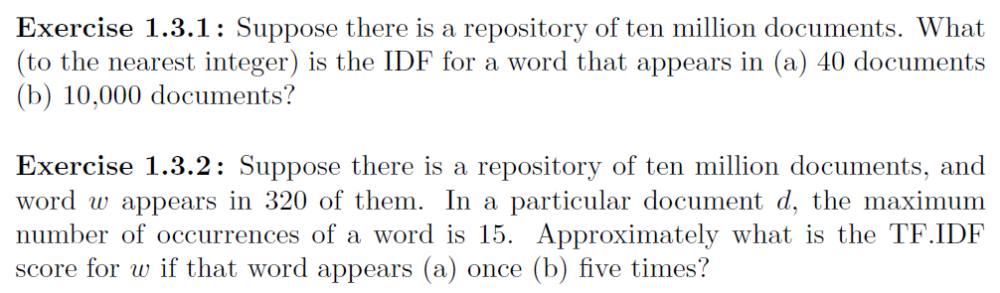 Exercise 1.3.1: Suppose there is a repository of ten million documents. What
(to the nearest integer) is the IDF for a word that appears in (a) 40 documents
(b) 10,000 documents?
Exercise 1.3.2: Suppose there is a repository of ten million documents, and
word w appears in 320 of them. In a particular document d, the maximum
number of occurrences of a word is 15. Approximately what is the TF.IDF
score for w if that word appears (a) once (b) five times?